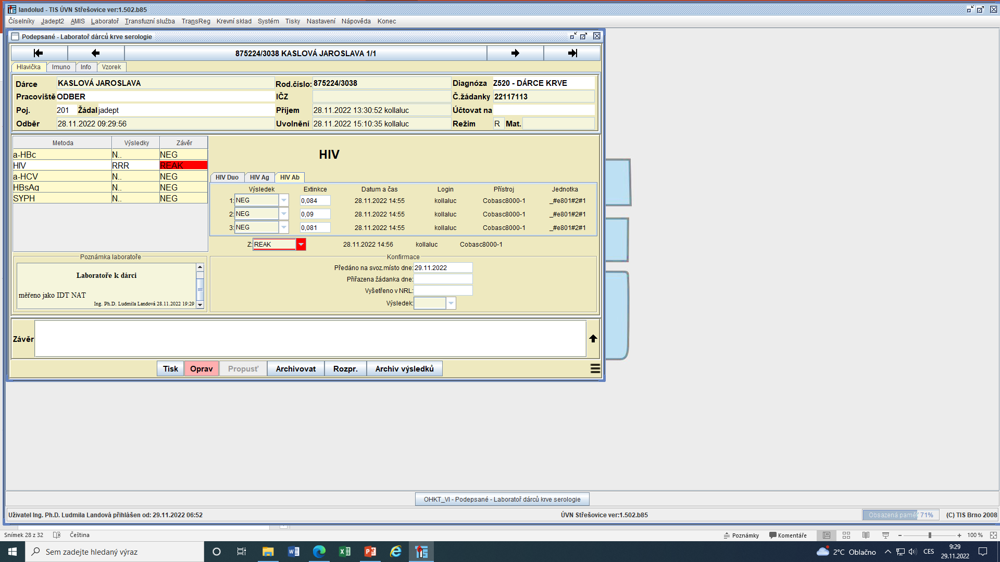 landolud - TIS ÚVN Střešovice ver:1.502.b85
Číselníky Jadept2 AMIS Laboratoř Transfuzní služba TransReg Krevní sklad Systém Tisky Nastavení Nápověda Konec
Podepsané - Laboratoř dárců krve serologie
875224/3038 KASLOVÁ JAROSLAVA 1/1
Hlavička Imuno Info Vzorek
Dárce KASLOVÁ JAROSLAVA Rod.číslo: 875224/3038 Diagnóza Z520 - DÁRCE KRVE
Pracoviště ODBER IČZ Č.žádanky 22117113
Poj. 201 Žádal jadept Příjem 28.11.2022 13:30:52 kollaluc Účtovat na
Odběr 28.11.2022 09:29:56 Uvolnění 28.11.2022 15:10:35 kollaluc Režim R Mat.
Metoda Výsledky Závěr
a-HBc N.. NEG
HIV RRR REAK
a-HCV N.. NEG
HBsAg N.. NEG
SYPH N.. NEG
HIV
HIV Duo HIV Ag HIV Ab
Výsledek Extinkce Datum a čas Login Přístroj Jednotka
1: NEG 0,084 28.11.2022 14:55 kollaluc Cobasc8000-1 _#e801#2#1
2: NEG 0,09 28.11.2022 14:55 kollaluc Cobasc8000-1 _#e801#2#1
3: NEG 0,081 28.11.2022 14:55 kollaluc Cobasc8000-1 _#e801#2#1
Z: REAK 28.11.2022 14:56 kollaluc Cobasc8000-1
Poznámka laboratoře
Laboratoře k dárci
měřeno jako IDT NAT
Ing. Ph.D. Ludmila Landová 28.11.2022 19:29
Konfirmace
Předáno na svoz.místo dne: 29.11.2022
Přiřazena žádanka dne:
Vyšetřeno v NRL:
Výsledek:
Závěr
Tisk Oprav Propusť Archivovat Rozpr. Archiv výsledků
OHKT_VI - Podepsané - Laboratoř dárců krve serologie
Uživatel Ing. Ph.D. Ludmila Landová přihlášen od: 29.11.2022 06:52 ÚVN Střešovice ver:1.502.b85 Obsazená paměť 71% (C) TIS Brno 2008
Snímek 28 z 32 Čeština Poznámky Komentáře 100 %
Sem zadejte hledaný výraz 2°C Oblačno CES 9:29
29.11.2022